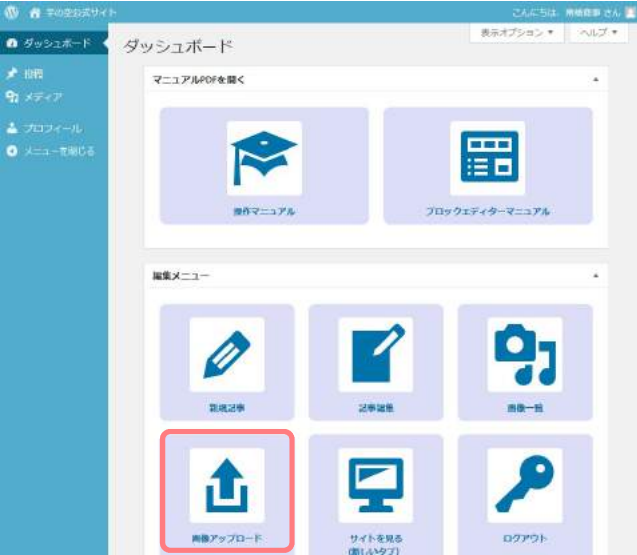 芋の空公式サイト
こんにちは、 さん
ダッシュボード
ダッシュボード
表示オプション ▼
ヘルプ ▼
投稿
メディア
プロフィール
メニューを閉じる
マニュアルPDFを開く
操作マニュアル
ブロックエディターマニュアル
編集メニュー
新規記事
記事編集
画像一覧
画像アップロード
サイトを見る
(新しいタブ)
ログアウト